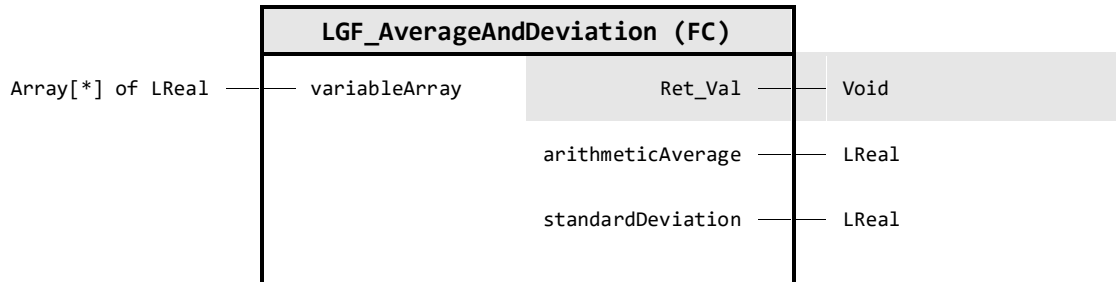 LGF_AverageAndDeviation (FC)
Array[*] of LReal variableArray Ret_Val Void
arithmeticAverage LReal
standardDeviation LReal